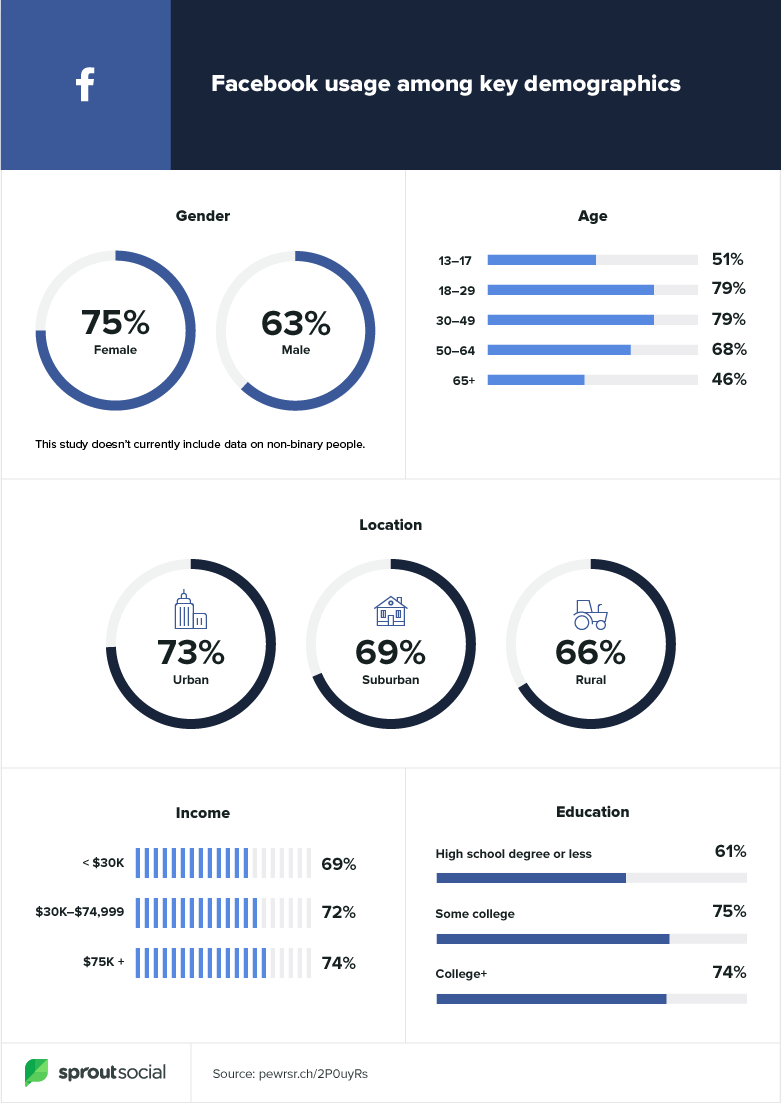 f
Facebook usage among key demographics
Gender
75%
Female
63%
Male
This study doesn't currently include data on non-binary people.
Age
13–17 51%
18–29 79%
30–49 79%
50–64 68%
65+ 46%
Location
73%
Urban
69%
Suburban
66%
Rural
Income
< $30K 69%
$30K–$74,999 72%
$75K + 74%
Education
High school degree or less 61%
Some college 75%
College+ 74%
sproutsocial
Source: pewrsr.ch/2P0uyRs